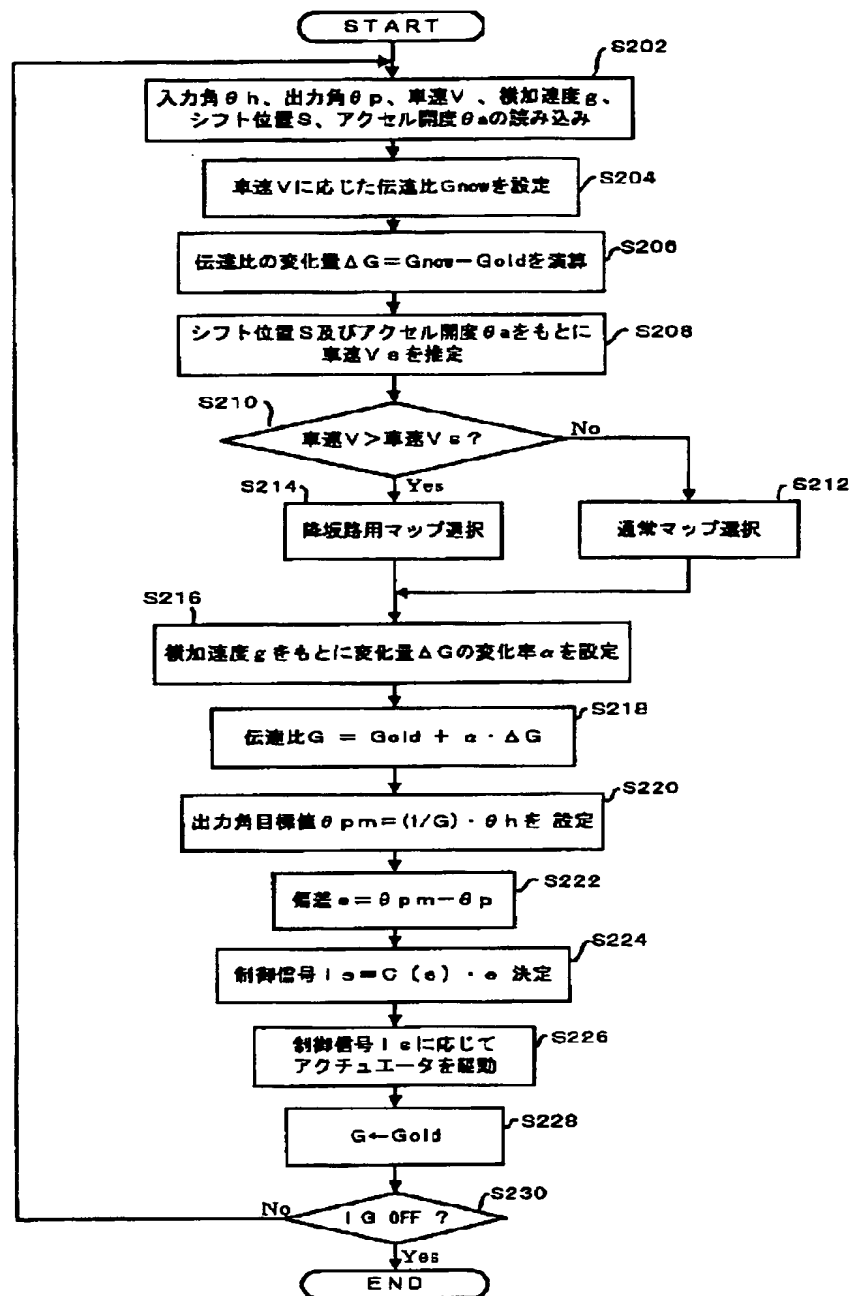 START
S202
入力角θh、出力角θp、車速V、横加速度g、
シフト位置S、アクセル開度θaの読み込み
車速Vに応じた伝達比Gnowを設定
S204
伝達比の変化量ΔG=Gnow−Goldを演算
S206
シフト位置S及びアクセル開度θaをもとに
車速Vsを推定
S208
S210
車速V>車速Vs?
No
Yes
S214
降坂路用マップ選択
S212
通常マップ選択
S216
横加速度gをもとに変化量ΔGの変化率αを設定
S218
伝達比G = Gold + α・ΔG
S220
出力角目標値θpm=(1/G)・θhを 設定
S222
偏差e=θpm−θp
S224
制御信号Is=C(s)・e 決定
S226
制御信号Isに応じて
アクチュエータを駆動
S228
G←Gold
S230
IG OFF ?
No
Yes
END